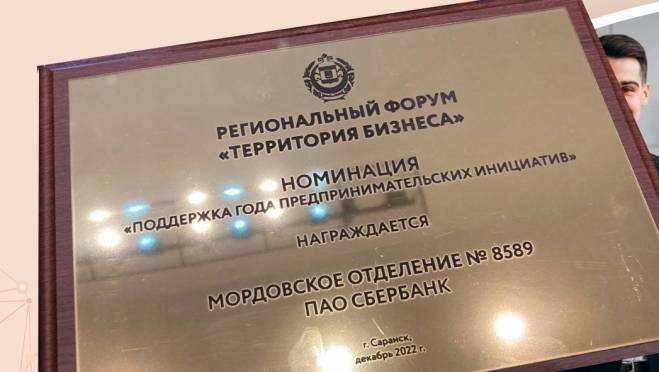 РЕГИОНАЛЬНЫЙ ФОРУМ
«ТЕРРИТОРИЯ БИЗНЕСА»
НОМИНАЦИЯ
«ПОДДЕРЖКА ГОДА ПРЕДПРИНИМАТЕЛЬСКИХ ИНИЦИАТИВ»
НАГРАЖДАЕТСЯ
МОРДОВСКОЕ ОТДЕЛЕНИЕ № 8589
ПАО СБЕРБАНК
г. Саранск,
декабрь 2022 г.